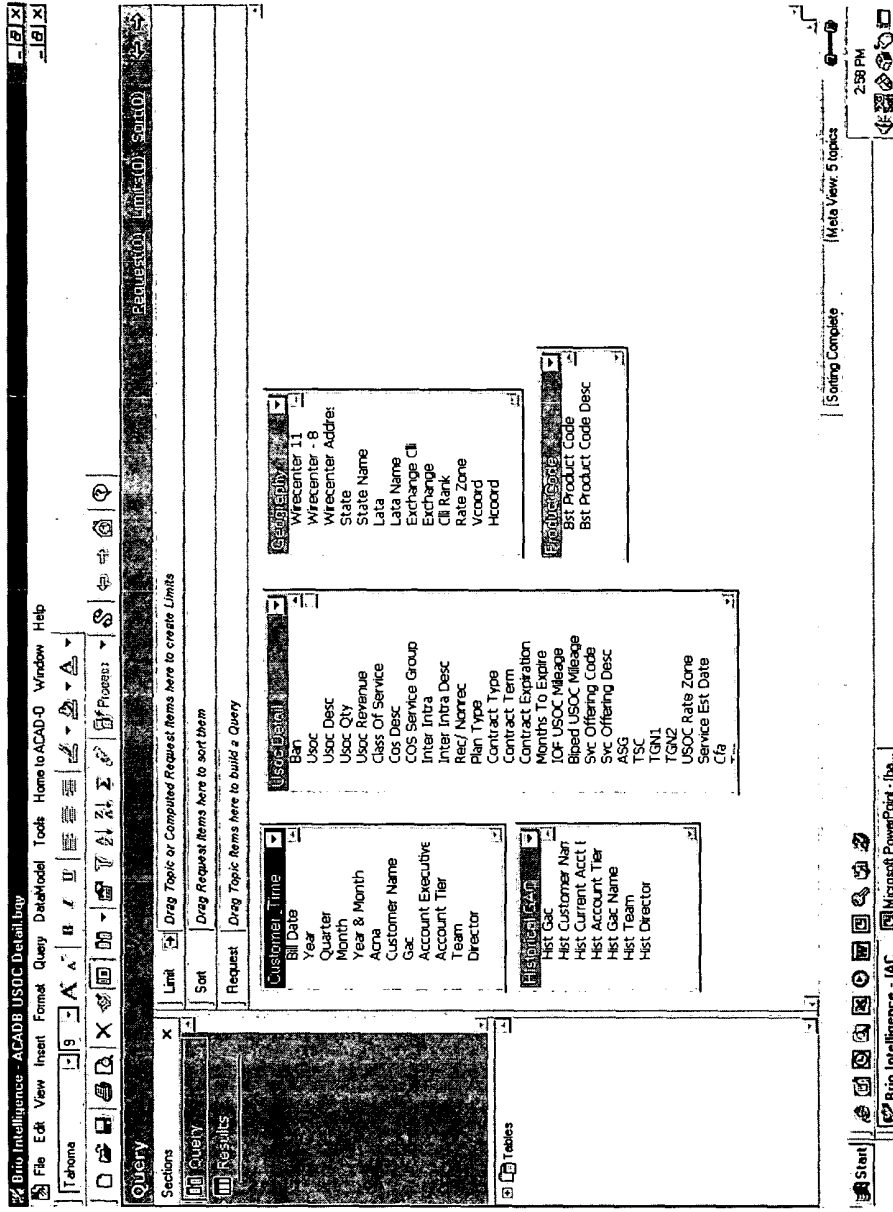 Brio Intelligence - ACADB USOC Detail.bqy
File Edit View Insert Format Query DataModel Tools Home to ACAD-O Window Help
Tahoma 9 B I U
Process
Query Request(0) Limits(0) Sort(0)
Sections
Query
Results
Tables
Limit Drag Topic or Computed Request Items here to create Limits
Sort Drag Request Items here to sort them
Request Drag Topic Items here to build a Query
Customer_Time
Bill Date
Year
Quarter
Month
Year & Month
Acna
Customer Name
Gac
Account Executive
Account Tier
Team
Director
Historical GAC
Hist Gac
Hist Customer Nan
Hist Current Acct E
Hist Account Tier
Hist Gac Name
Hist Team
Hist Director
Usoc Detail
Ban
Usoc
Usoc Desc
Usoc Qty
Usoc Revenue
Class Of Service
Cos Desc
COS Service Group
Inter Intra
Inter Intra Desc
Rec/ Nonrec
Plan Type
Contract Type
Contract Term
Contract Expiration
Months To Expire
IOF USOC Mileage
Biped USOC Mileage
Svc Offering Code
Svc Offering Desc
ASG
TSC
TGN1
TGN2
USOC Rate Zone
Service Est Date
Cfa
Geography
Wirecenter 11
Wirecenter - 8
Wirecenter Addres
State
State Name
Lata
Lata Name
Exchange Clli
Exchange
Clli Rank
Rate Zone
Vcoord
Hcoord
Product Code
Bst Product Code
Bst Product Code Desc
Sorting Complete
Meta View: 5 topics
Start
Brio Intelligence - [AC...
Microsoft PowerPoint - [ba...
2:58 PM